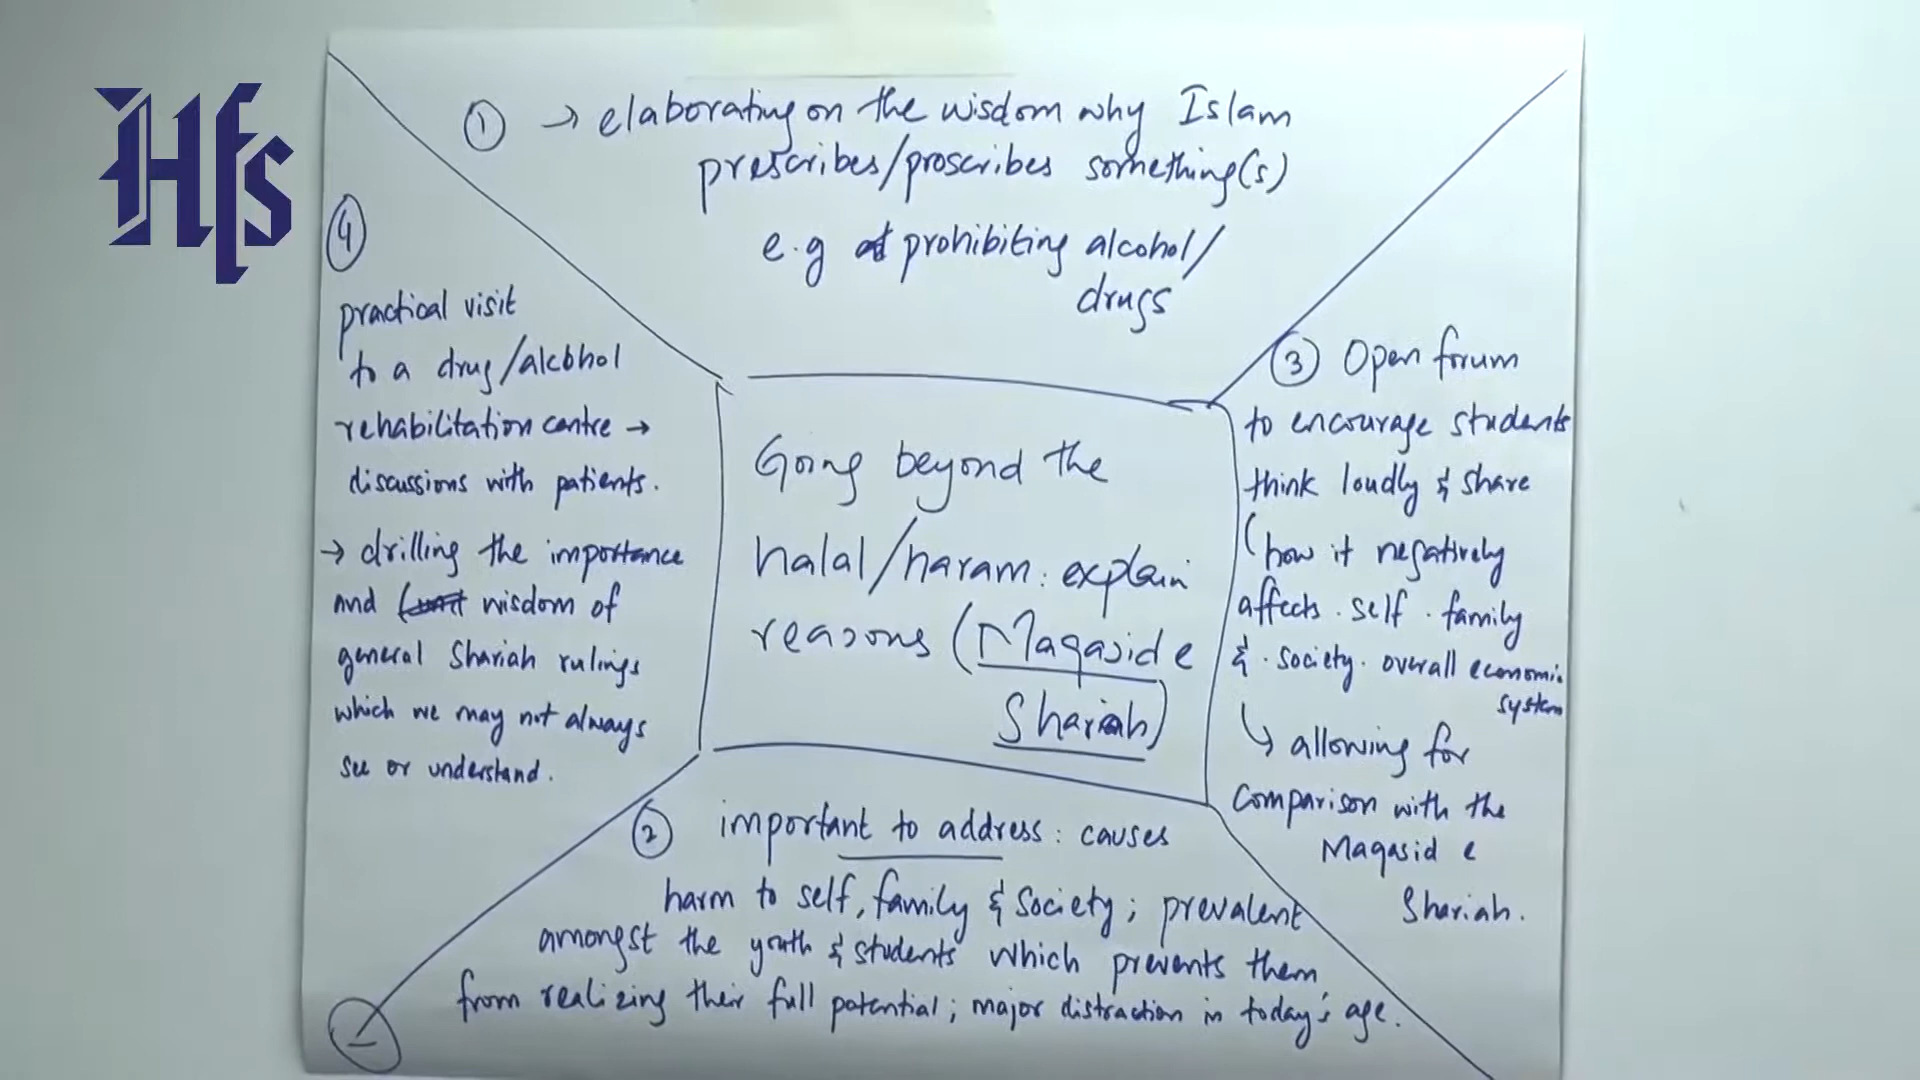 Hfs
① → elaborating on the wisdom why Islam
prescribes/proscribes something(s)
e.g prohibiting alcohol/
drugs
Going beyond the
halal/haram: explain
reasons (Maqasid e
Shariah)
② important to address: causes
harm to self, family & society; prevalent
amongst the youth & students which prevents them
from realizing their full potential; major distraction in today's age.
③ Open forum
to encourage students
think loudly & share
(how it negatively
affects. self. family
& . society. overall economic
system
↳ allowing for
comparison with the
Maqasid e
Shariah.
④
practical visit
to a drug/alcohol
rehabilitation centre →
discussions with patients.
→ drilling the importance
and wisdom of
general Shariah rulings
which we may not always
see or understand.